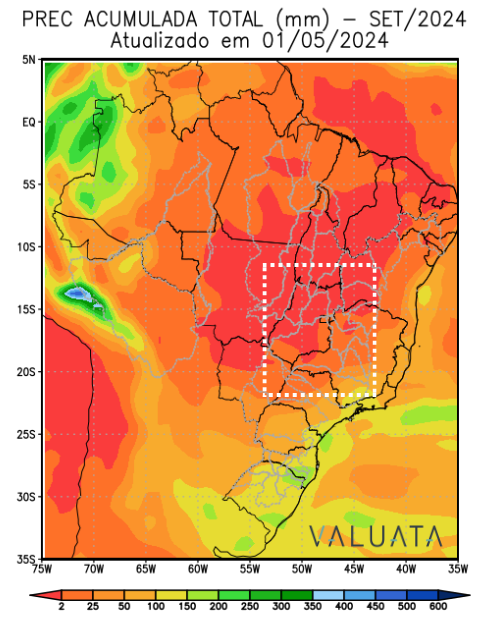 PREC ACUMULADA TOTAL (mm) – SET/2024
Atualizado em 01/05/2024
5N
EQ
5S
10S
15S
20S
25S
30S
35S
VALUATA
75W 70W 65W 60W 55W 50W 45W 40W 35W
2 25 50 100 150 200 250 300 350 400 450 500 600